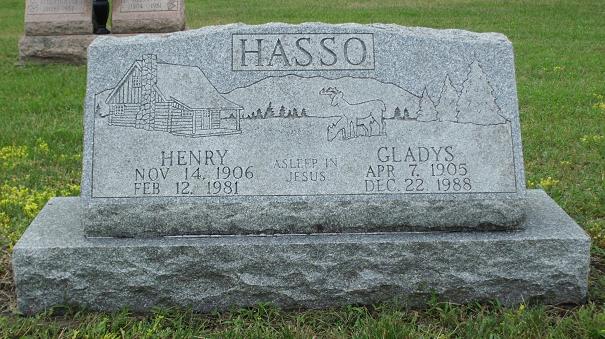 HASSO
HENRY
NOV 14, 1906
FEB 12, 1981
ASLEEP IN
JESUS
GLADYS
APR 7, 1905
DEC. 22 1988